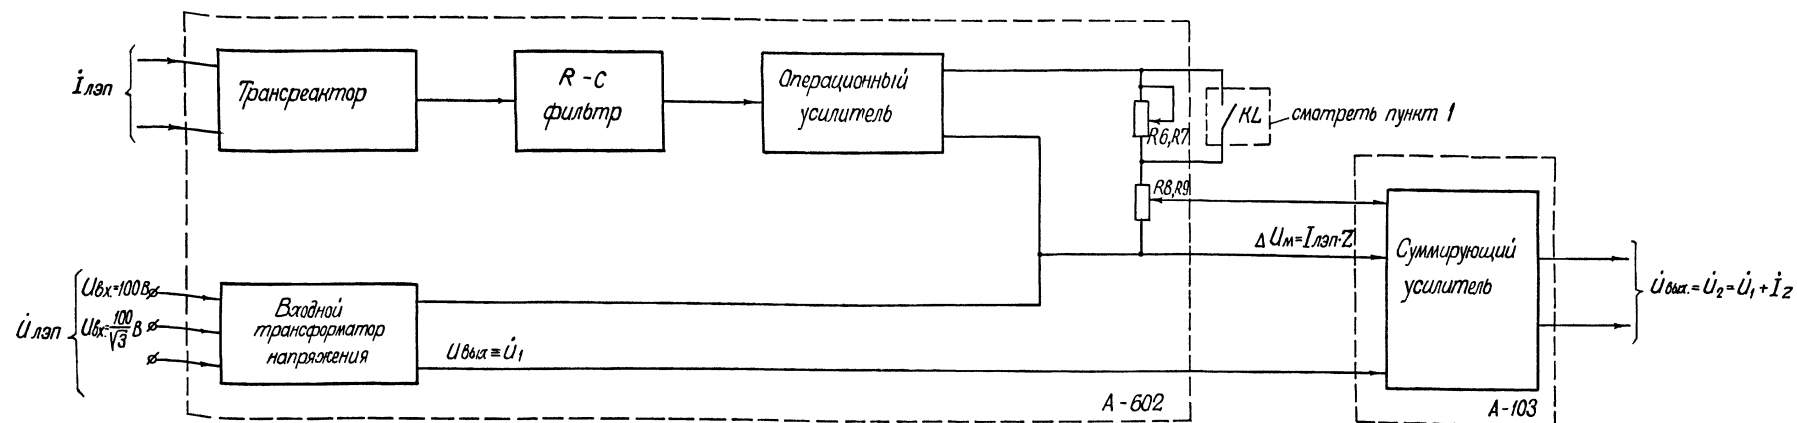 İлэп
Трансреактор
R-C
фильтр
Операционный
усилитель
R6,R7
KL
смотреть пункт 1
R8,R9
ΔUм=Iлэп·Z
Суммирующий
усилитель
U̇вых.=U̇2=U̇1+İz
U̇лэп
Uвх.=100В
Uвх.=100/√3 В
Входной
трансформатор
напряжения
Uвых≡U̇1
А-602
А-103